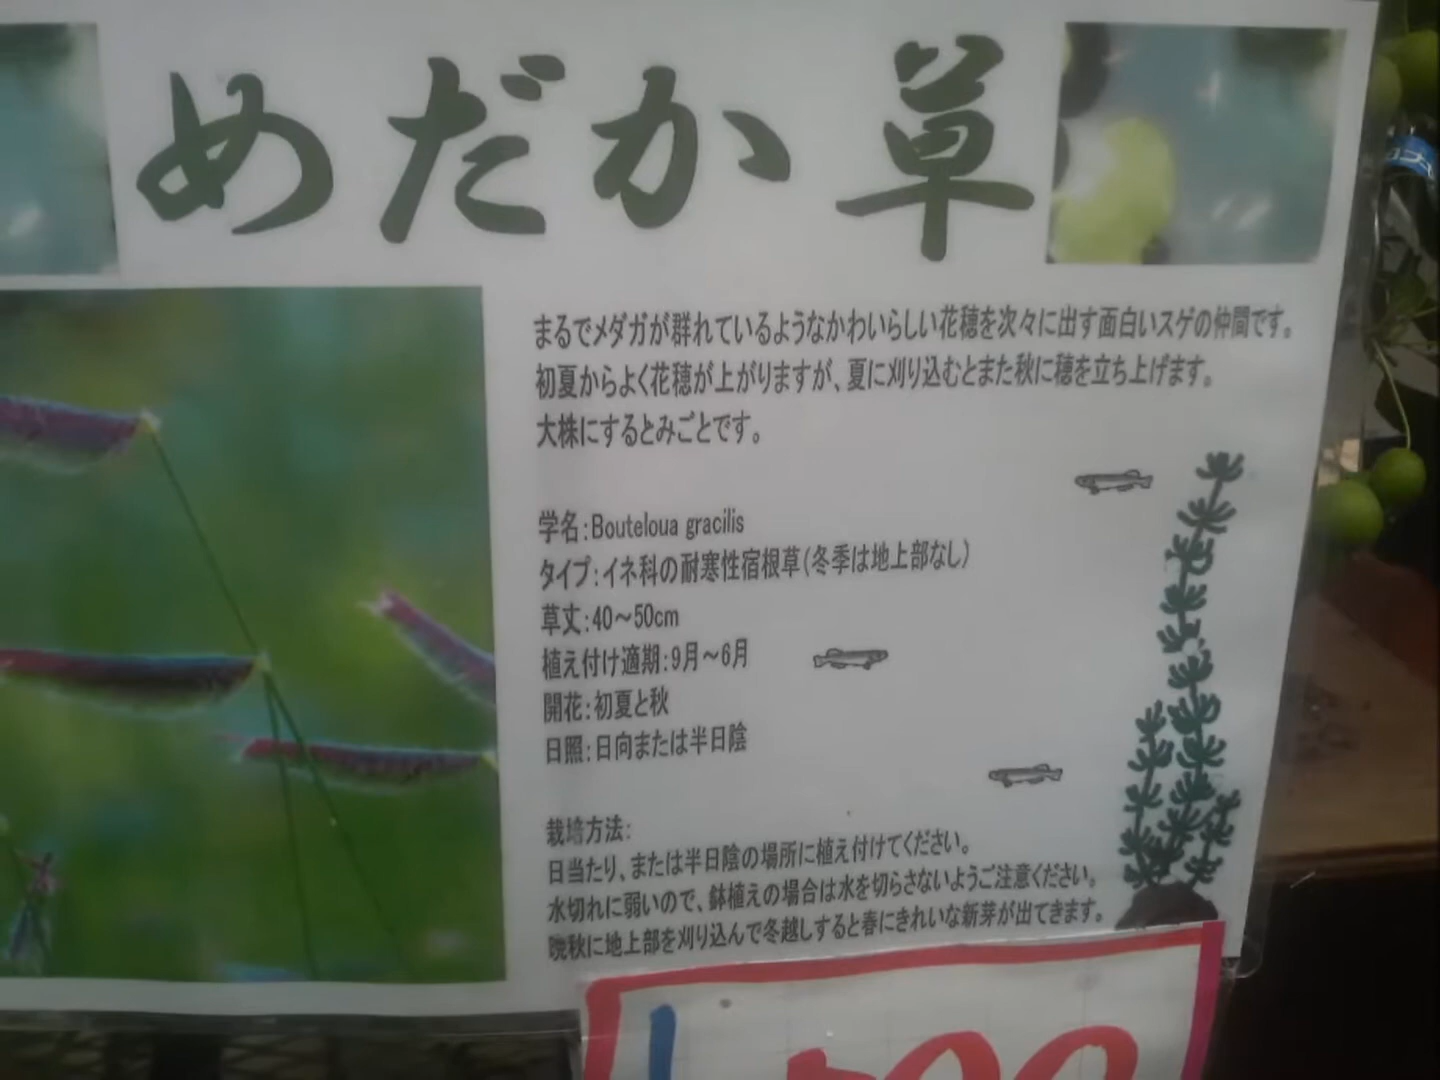 めだか草
まるでメダガが群れているようなかわいらしい花穂を次々に出す面白いスゲの仲間です。
初夏からよく花穂が上がりますが、夏に刈り込むとまた秋に穂を立ち上げます。
大株にするとみごとです。
学名:Bouteloua gracilis
タイプ:イネ科の耐寒性宿根草(冬季は地上部なし)
草丈:40～50cm
植え付け適期:9月～6月
開花:初夏と秋
日照:日向または半日陰
栽培方法:
日当たり、または半日陰の場所に植え付けてください。
水切れに弱いので、鉢植えの場合は水を切らさないようご注意ください。
晩秋に地上部を刈り込んで冬越しすると春にきれいな新芽が出てきます。